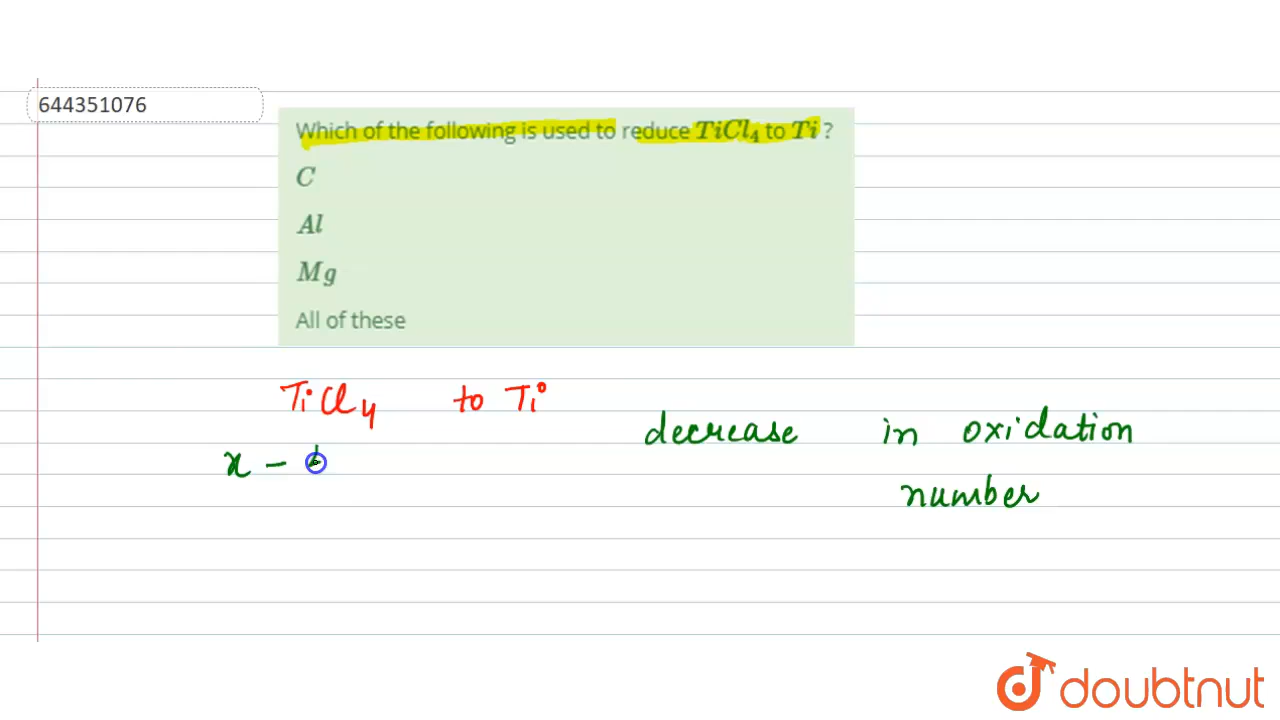 644351076
Which of the following is used to reduce TiCl4 to Ti ?
C
Al
Mg
All of these
TiCl4 to Ti°
decrease in oxidation
x -
number
doubtnut